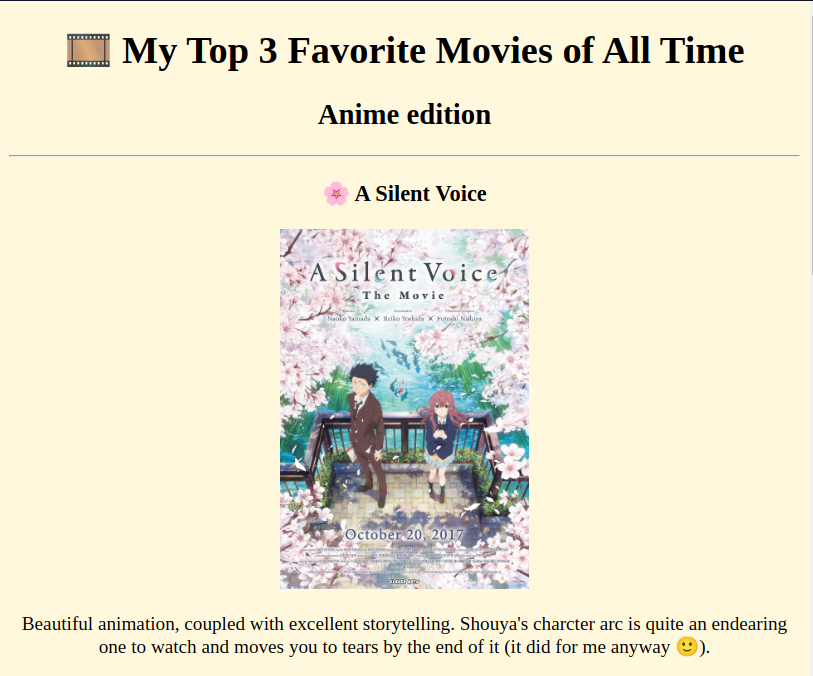 🎞️ My Top 3 Favorite Movies of All Time
Anime edition
🌸 A Silent Voice
A Silent Voice
The Movie
Naoko Yamada × Reiko Yoshida × Futoshi Nishiya
October 20, 2017
Beautiful animation, coupled with excellent storytelling. Shouya's charcter arc is quite an endearing
one to watch and moves you to tears by the end of it (it did for me anyway 🙂).